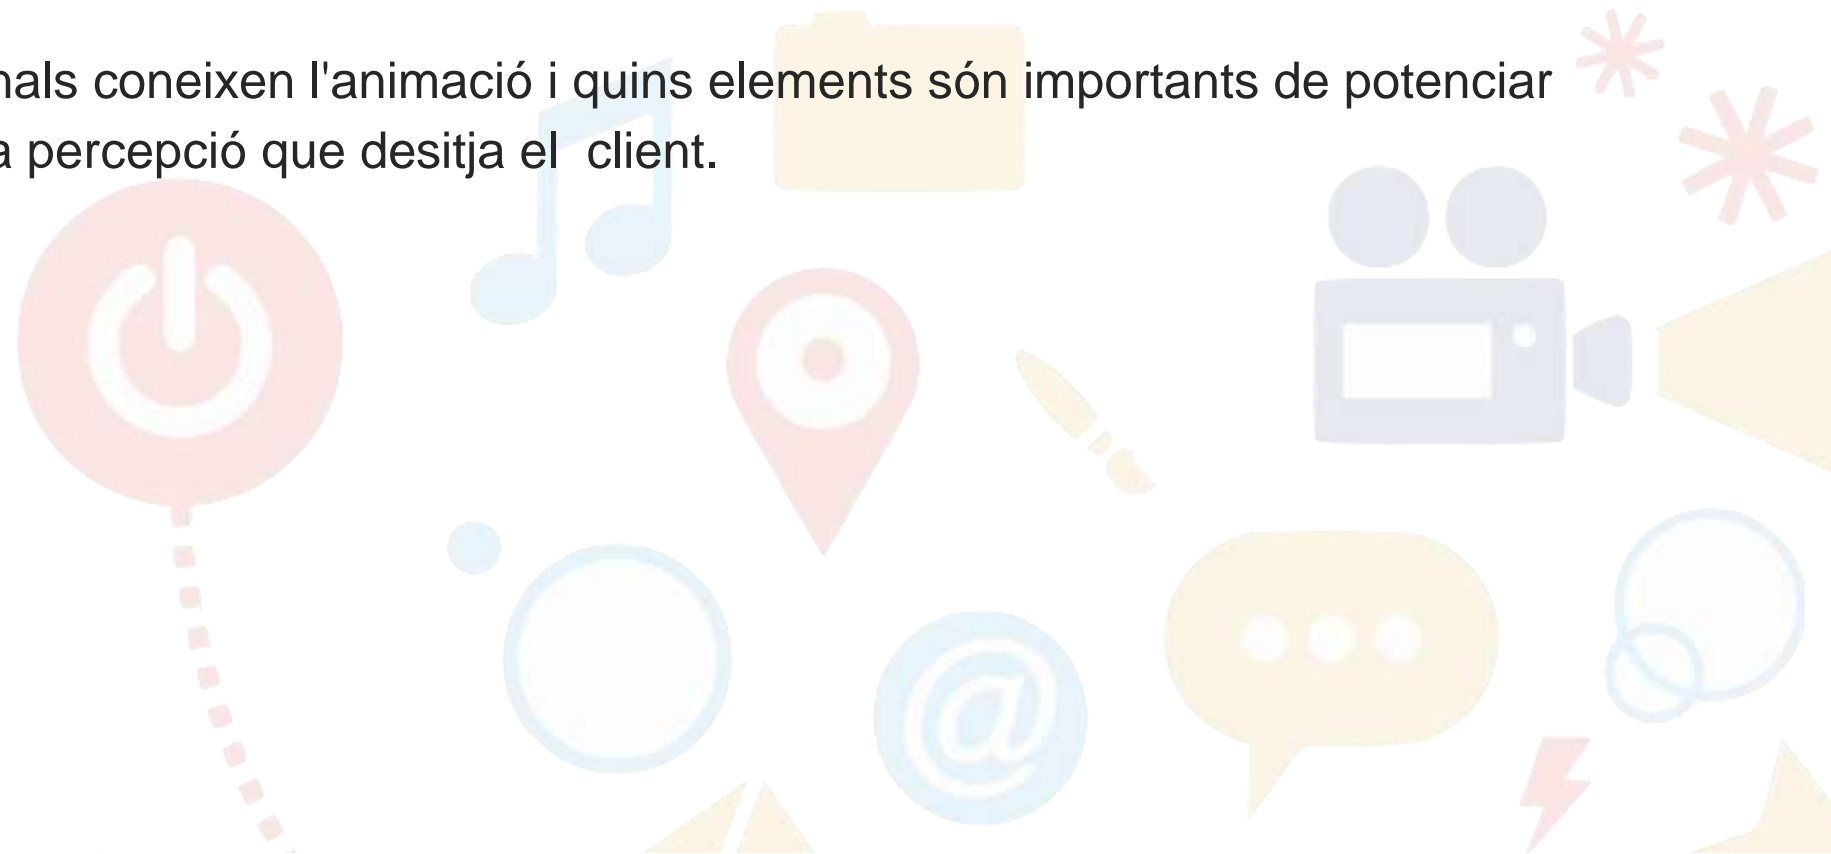 nals coneixen l'animació i quins elements són importants de potenciar
a percepció que desitja el  client.
@